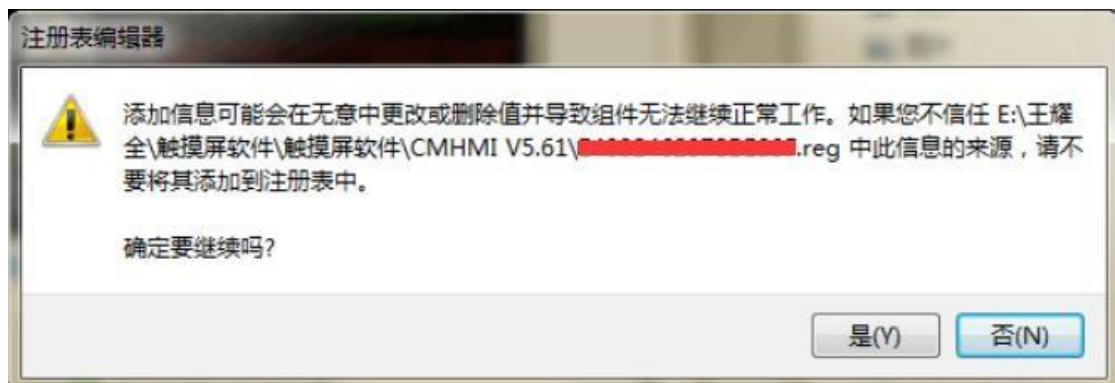 注册表编辑器
添加信息可能会在无意中更改或删除值并导致组件无法继续正常工作。如果您不信任 E:\王耀
全\触摸屏软件\触摸屏软件\CMHMI V5.61\.reg 中此信息的来源，请不
要将其添加到注册表中。
确定要继续吗?
是(Y)
否(N)